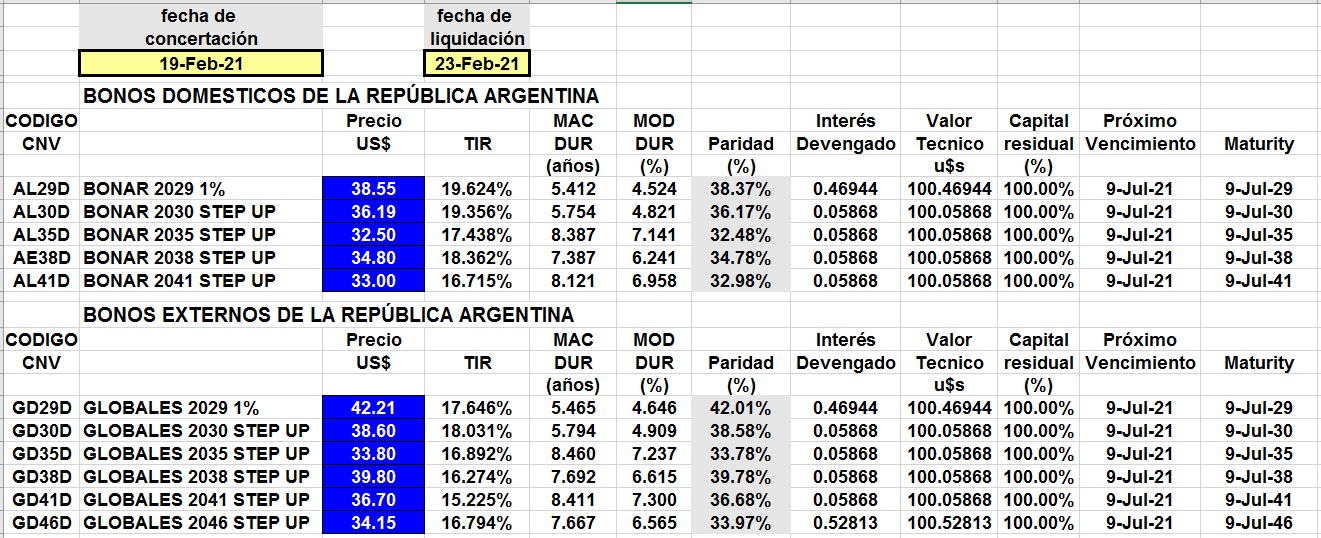 fecha de fecha de
concertación liquidación
19-Feb-21 23-Feb-21
BONOS DOMESTICOS DE LA REPÚBLICA ARGENTINA
CODIGO Precio MAC MOD Interés Valor Capital Próximo
CNV US$ TIR DUR DUR Paridad Devengado Tecnico residual Vencimiento Maturity
(años) (%) (%) u$s (%)
AL29D BONAR 2029 1% 38.55 19.624% 5.412 4.524 38.37% 0.46944 100.46944 100.00% 9-Jul-21 9-Jul-29
AL30D BONAR 2030 STEP UP 36.19 19.356% 5.754 4.821 36.17% 0.05868 100.05868 100.00% 9-Jul-21 9-Jul-30
AL35D BONAR 2035 STEP UP 32.50 17.438% 8.387 7.141 32.48% 0.05868 100.05868 100.00% 9-Jul-21 9-Jul-35
AE38D BONAR 2038 STEP UP 34.80 18.362% 7.387 6.241 34.78% 0.05868 100.05868 100.00% 9-Jul-21 9-Jul-38
AL41D BONAR 2041 STEP UP 33.00 16.715% 8.121 6.958 32.98% 0.05868 100.05868 100.00% 9-Jul-21 9-Jul-41
BONOS EXTERNOS DE LA REPÚBLICA ARGENTINA
CODIGO Precio MAC MOD Interés Valor Capital Próximo
CNV US$ TIR DUR DUR Paridad Devengado Tecnico residual Vencimiento Maturity
(años) (%) (%) u$s (%)
GD29D GLOBALES 2029 1% 42.21 17.646% 5.465 4.646 42.01% 0.46944 100.46944 100.00% 9-Jul-21 9-Jul-29
GD30D GLOBALES 2030 STEP UP 38.60 18.031% 5.794 4.909 38.58% 0.05868 100.05868 100.00% 9-Jul-21 9-Jul-30
GD35D GLOBALES 2035 STEP UP 33.80 16.892% 8.460 7.237 33.78% 0.05868 100.05868 100.00% 9-Jul-21 9-Jul-35
GD38D GLOBALES 2038 STEP UP 39.80 16.274% 7.692 6.615 39.78% 0.05868 100.05868 100.00% 9-Jul-21 9-Jul-38
GD41D GLOBALES 2041 STEP UP 36.70 15.225% 8.411 7.300 36.68% 0.05868 100.05868 100.00% 9-Jul-21 9-Jul-41
GD46D GLOBALES 2046 STEP UP 34.15 16.794% 7.667 6.565 33.97% 0.52813 100.52813 100.00% 9-Jul-21 9-Jul-46